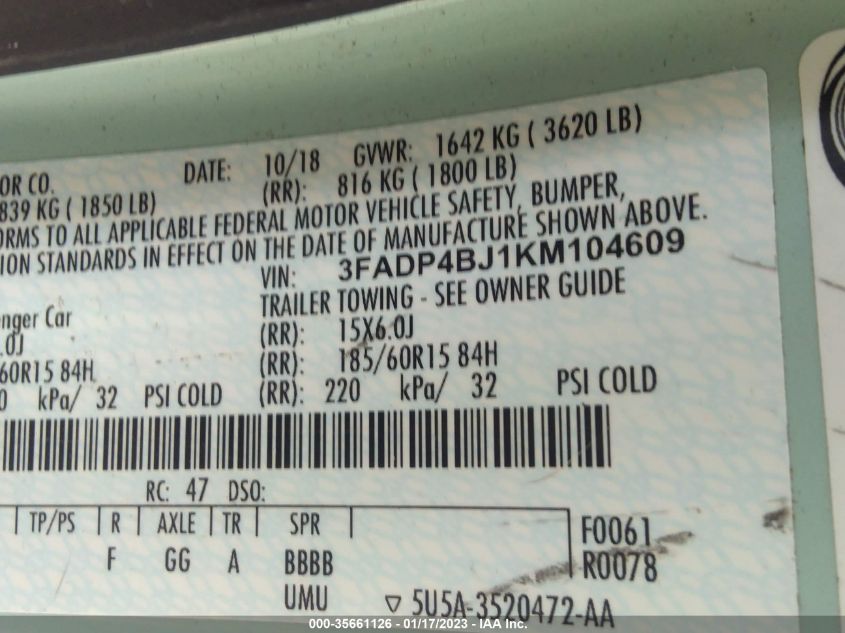 OR CO. DATE: 10/18 GVWR: 1642 KG ( 3620 LB)
839 KG ( 1850 LB) (RR): 816 KG ( 1800 LB)
ORMS TO ALL APPLICABLE FEDERAL MOTOR VEHICLE SAFETY, BUMPER,
ION STANDARDS IN EFFECT ON THE DATE OF MANUFACTURE SHOWN ABOVE.
VIN: 3FADP4BJ1KM104609
TRAILER TOWING - SEE OWNER GUIDE
enger Car
.0J (RR): 15X6.0J
60R15 84H (RR): 185/60R15 84H
0 kPa/ 32 PSI COLD (RR): 220 kPa/ 32 PSI COLD
RC: 47 DSO:
TP/PS R AXLE TR SPR F0061
F GG A BBBB R0078
UMU ▽ 5U5A-3520472-AA
000-35661126 - 01/17/2023 - IAA Inc.